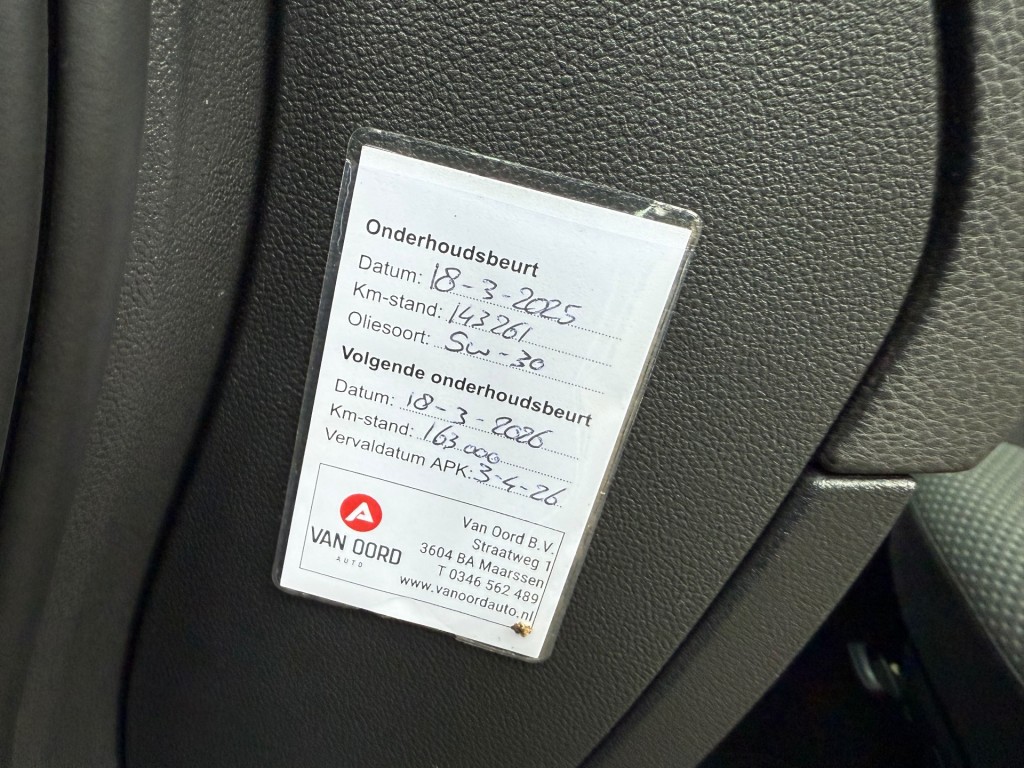 Onderhoudsbeurt
Datum: 18-3-2025
Km-stand: 143261
Oliesoort: 5w-30
Volgende onderhoudsbeurt
Datum: 18-3-2026
Km-stand: 163.000
Vervaldatum APK: 3-4-26
VAN OORD
AUTO
Van Oord B.V.
Straatweg 1
3604 BA Maarssen
T 0346 562 489
www.vanoordauto.nl